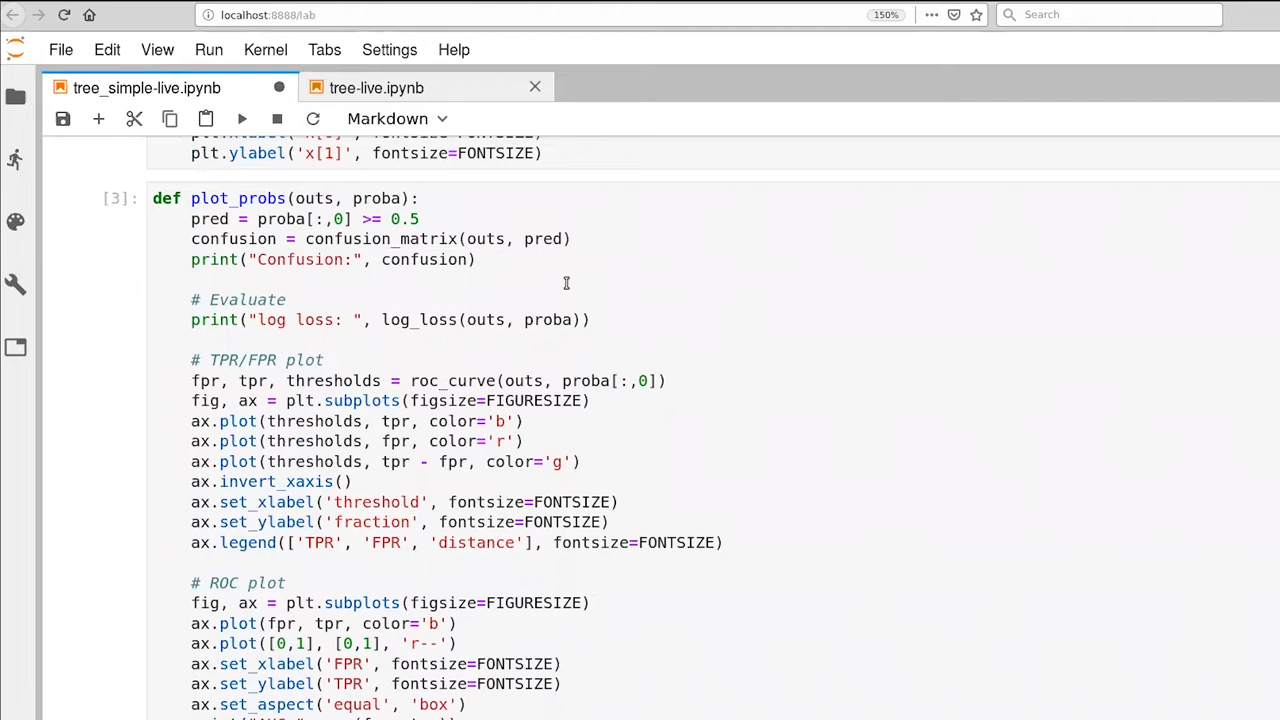 localhost:8888/lab
150%
Search
File Edit View Run Kernel Tabs Settings Help
tree_simple-live.ipynb
tree-live.ipynb
Markdown
plt.ylabel('x[1]', fontsize=FONTSIZE)
[3]:
def plot_probs(outs, proba):
    pred = proba[:,0] >= 0.5
    confusion = confusion_matrix(outs, pred)
    print("Confusion:", confusion)
    # Evaluate
    print("log loss: ", log_loss(outs, proba))
    # TPR/FPR plot
    fpr, tpr, thresholds = roc_curve(outs, proba[:,0])
    fig, ax = plt.subplots(figsize=FIGURESIZE)
    ax.plot(thresholds, tpr, color='b')
    ax.plot(thresholds, fpr, color='r')
    ax.plot(thresholds, tpr - fpr, color='g')
    ax.invert_xaxis()
    ax.set_xlabel('threshold', fontsize=FONTSIZE)
    ax.set_ylabel('fraction', fontsize=FONTSIZE)
    ax.legend(['TPR', 'FPR', 'distance'], fontsize=FONTSIZE)
    # ROC plot
    fig, ax = plt.subplots(figsize=FIGURESIZE)
    ax.plot(fpr, tpr, color='b')
    ax.plot([0,1], [0,1], 'r--')
    ax.set_xlabel('FPR', fontsize=FONTSIZE)
    ax.set_ylabel('TPR', fontsize=FONTSIZE)
    ax.set_aspect('equal', 'box')